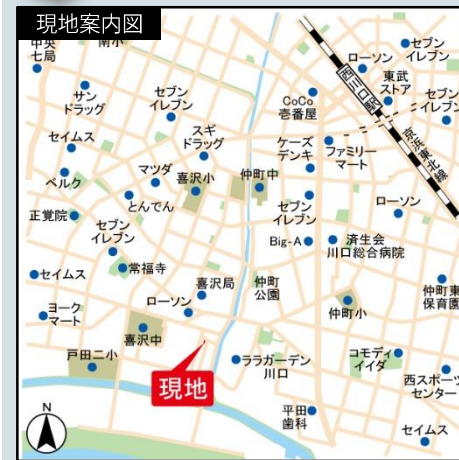 現地案内図
中央
七局
南小
セブン
イレブン
ローソン
東武
ストア
西川口駅
セブン
イレブン
サン
ドラッグ
セブン
イレブン
CoCo
壱番屋
京浜東北線
スギ
ドラッグ
セイムス
ケーズ
デンキ
ファミリー
マート
マツダ
喜沢小
仲町中
ベルク
とんでん
正覚院
セブン
イレブン
セブン
イレブン
ローソン
Big-A
済生会
川口総合病院
セイムス
常福寺
喜沢局
仲町
公園
仲町東
保育園
ヨーク
マート
ローソン
仲町小
喜沢中
戸田二小
現地
ララガーデン
川口
コモディ
イイダ
西スポーツ
センター
平田
歯科
セイムス
N